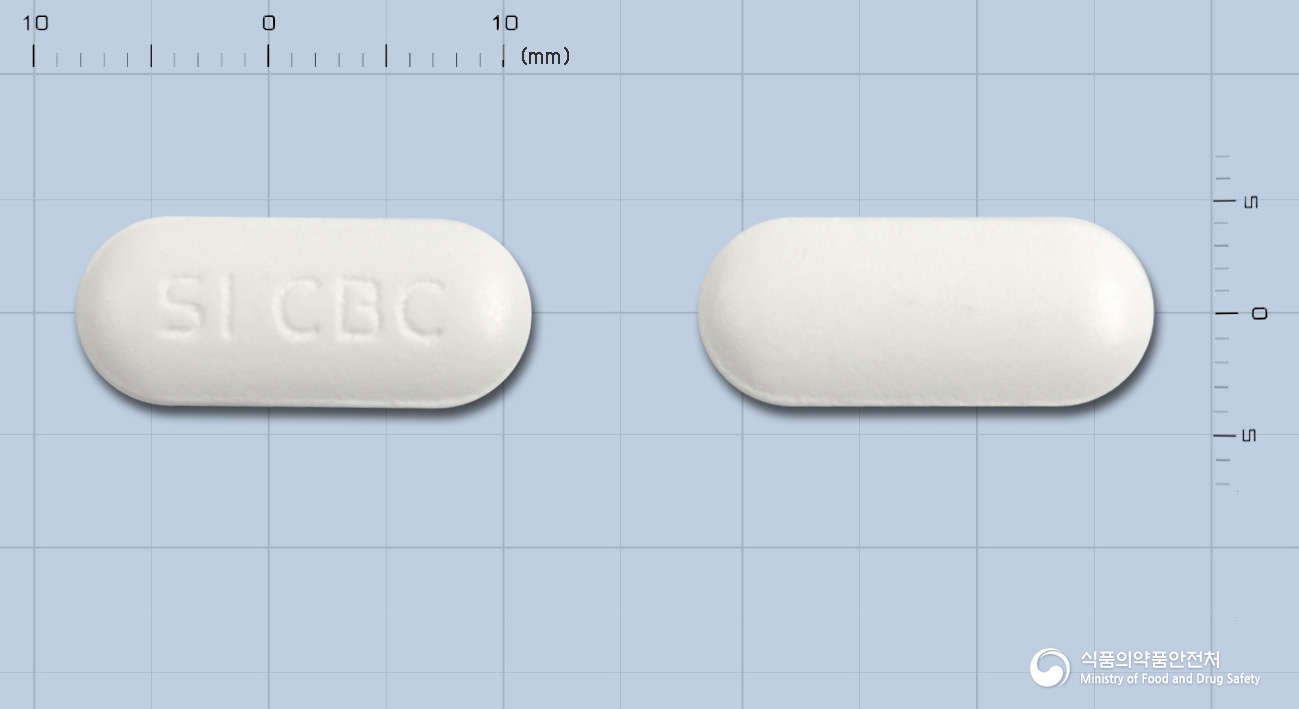 10 0 10
(mm)
SI CBC
5
0
5
식품의약품안전처
Ministry of Food and Drug Safety